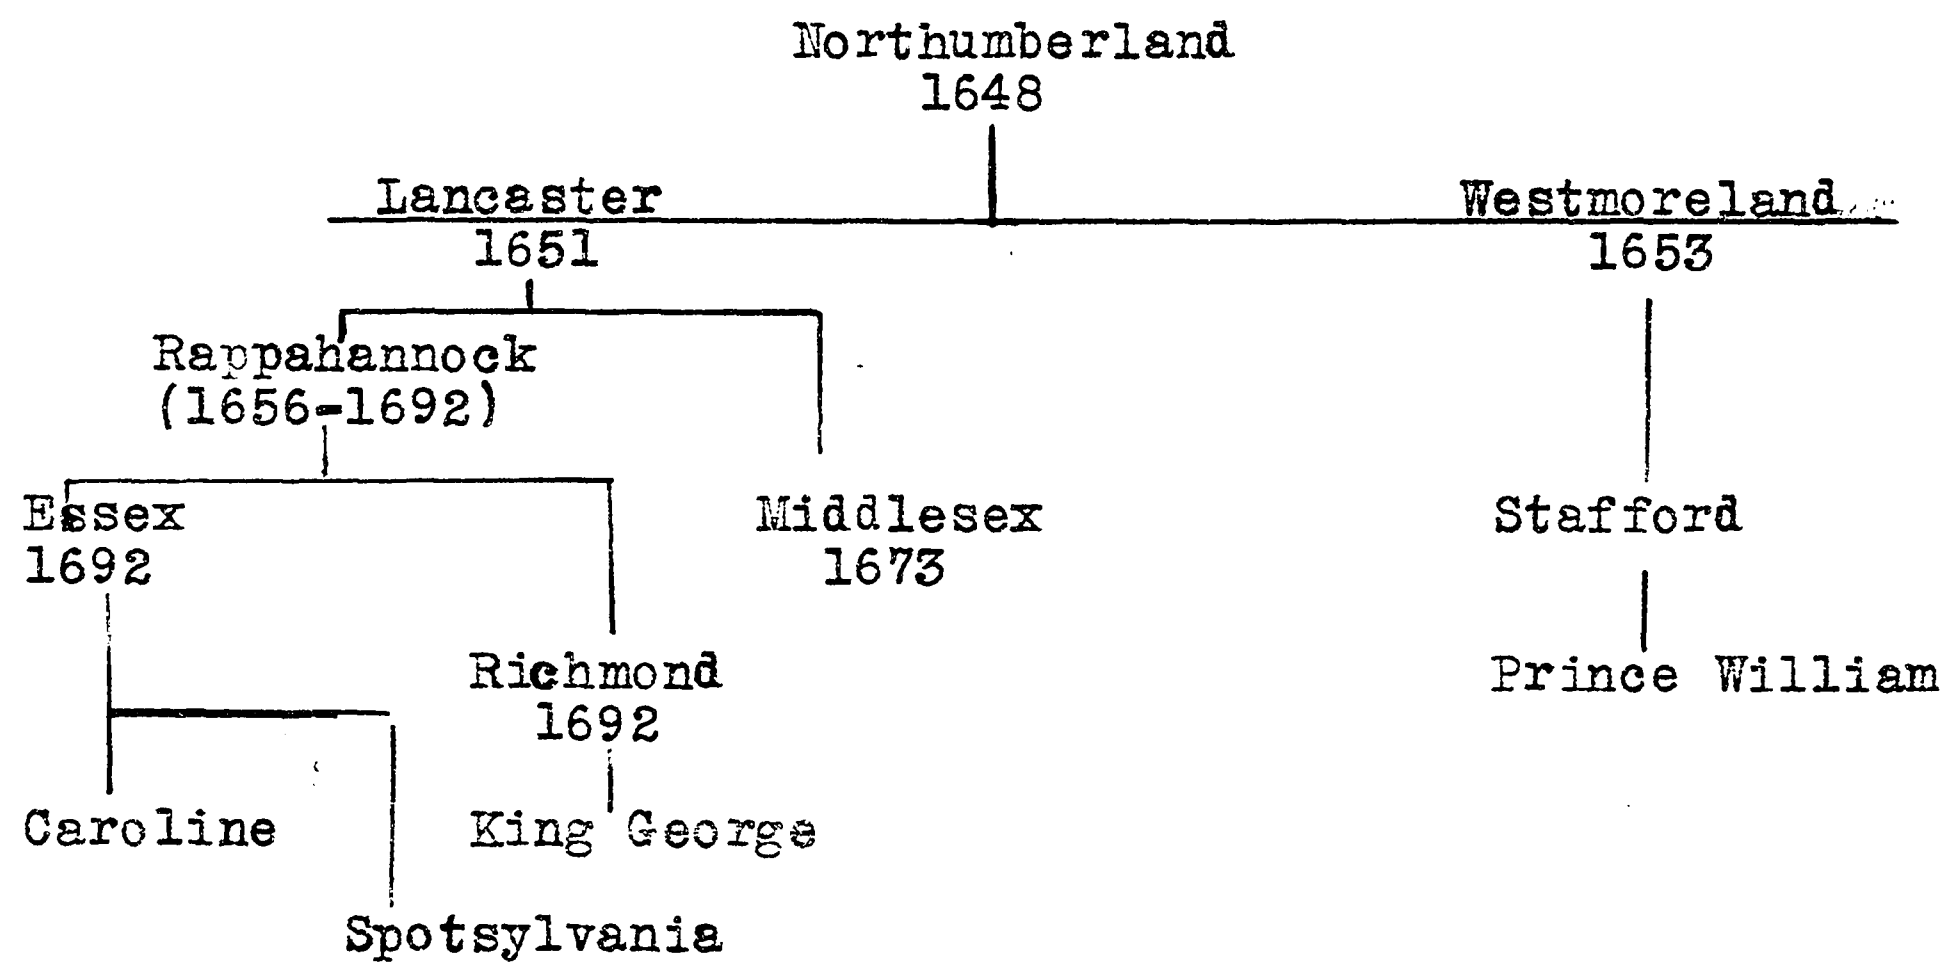 Northumberland
1648
Lancaster
1651
Westmoreland
1653
Rappahannock
(1656-1692)
Essex
1692
Middlesex
1673
Stafford
Richmond
1692
Prince William
Caroline
King George
Spotsylvania